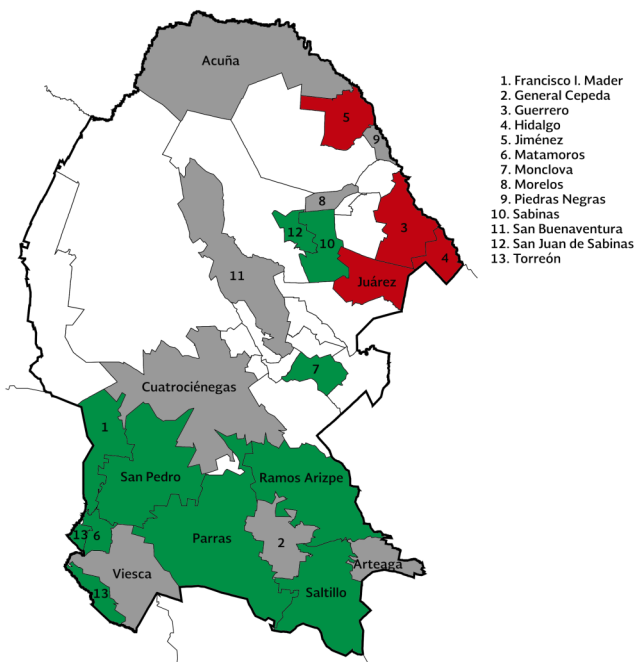 Acuña
5
9
8
3
12
10
4
11
Juárez
7
Cuatrociénegas
1
San Pedro
Ramos Arizpe
13
6
Parras
2
Arteaga
Viesca
13
Saltillo
1. Francisco I. Mader
2. General Cepeda
3. Guerrero
4. Hidalgo
5. Jiménez
6. Matamoros
7. Monclova
8. Morelos
9. Piedras Negras
10. Sabinas
11. San Buenaventura
12. San Juan de Sabinas
13. Torreón